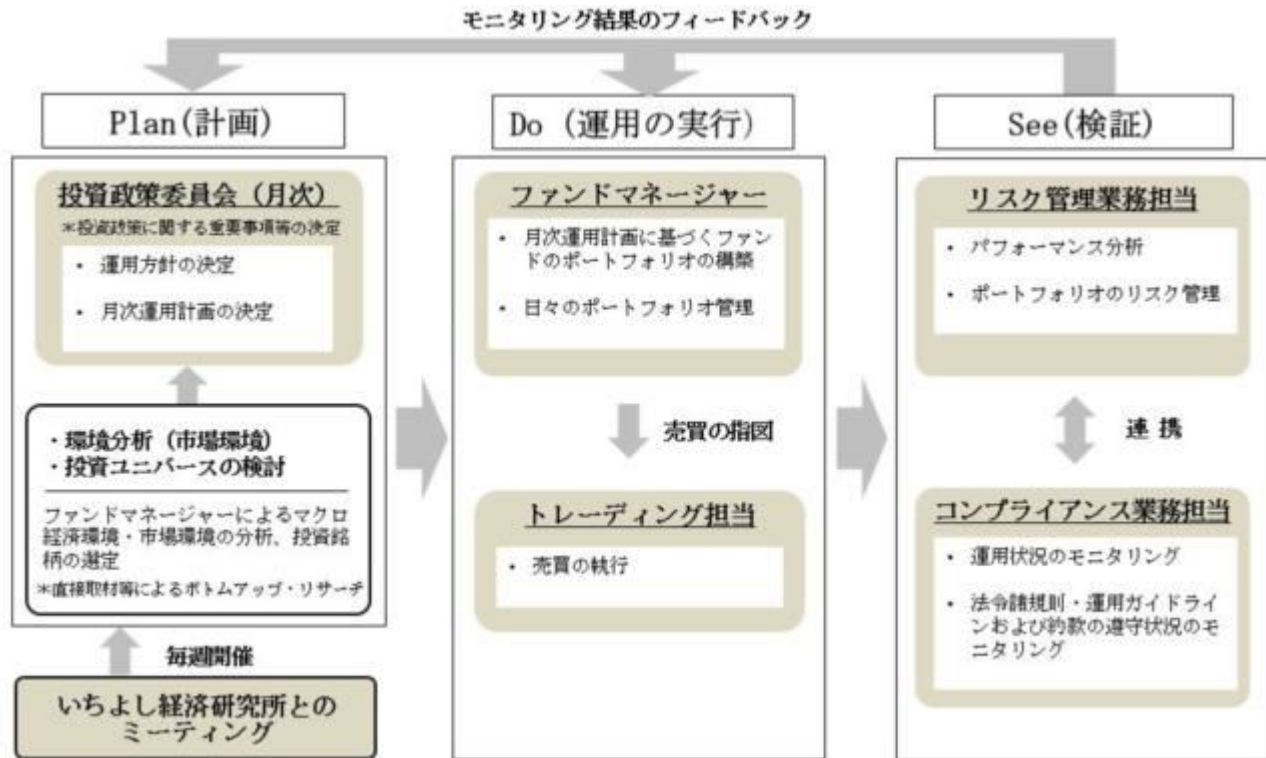 モニタリング結果のフィードバック
Plan(計画)
投資政策委員会(月次)
*投資政策に関する重要事項等の決定
・ 運用方針の決定
・ 月次運用計画の決定
・環境分析(市場環境)
・投資ユニバースの検討
ファンドマネージャーによるマクロ
経済環境・市場環境の分析、投資銘
柄の選定
*直接取材等によるボトムアップ・リサーチ
毎週開催
いちよし経済研究所との
ミーティング
Do (運用の実行)
ファンドマネージャー
・ 月次運用計画に基づくファン
ドのポートフォリオの構築
・ 日々のポートフォリオ管理
売買の指図
トレーディング担当
・ 売買の執行
See(検証)
リスク管理業務担当
・ パフォーマンス分析
・ ポートフォリオのリスク管理
連 携
コンプライアンス業務担当
・ 運用状況のモニタリング
・ 法令諸規則・運用ガイドライ
ンおよび約款の遵守状況のモ
ニタリング